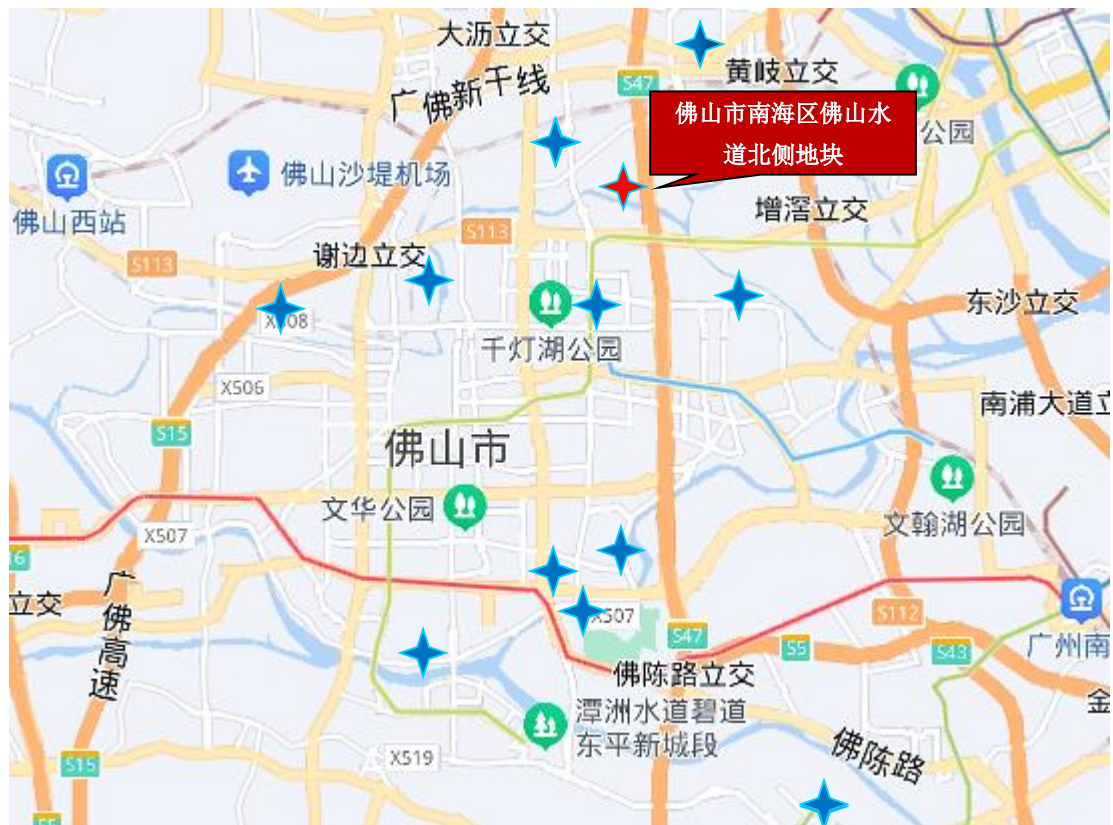 大沥立交
黄岐立交
S47
广佛新干线
佛山市南海区佛山水
道北侧地块
公园
佛山沙堤机场
佛山西站
增滘立交
S113
谢边立交
S113
东沙立交
X508
千灯湖公园
X506
南浦大道立
S15
佛山市
文华公园
文翰湖公园
X507
6
立交
广佛高速
X507
S112
S47
S5
S43
广州南
佛陈路立交
金
潭洲水道碧道
东平新城段
佛陈路
X519
S15